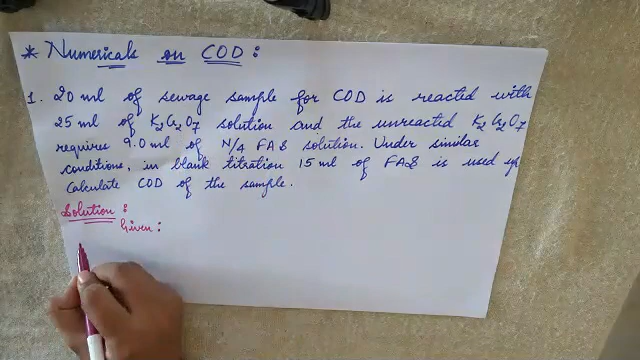 * Numericals on COD :
1. 20 ml of sewage sample for COD is reacted with
25 ml of K2Cr2O7 solution and the unreacted K2Cr2O7
requires 9.0 ml of N/4 FAS solution. Under similar
conditions, in blank titration 15 ml of FAS is used
Calculate COD of the sample.
Solution :
Given :